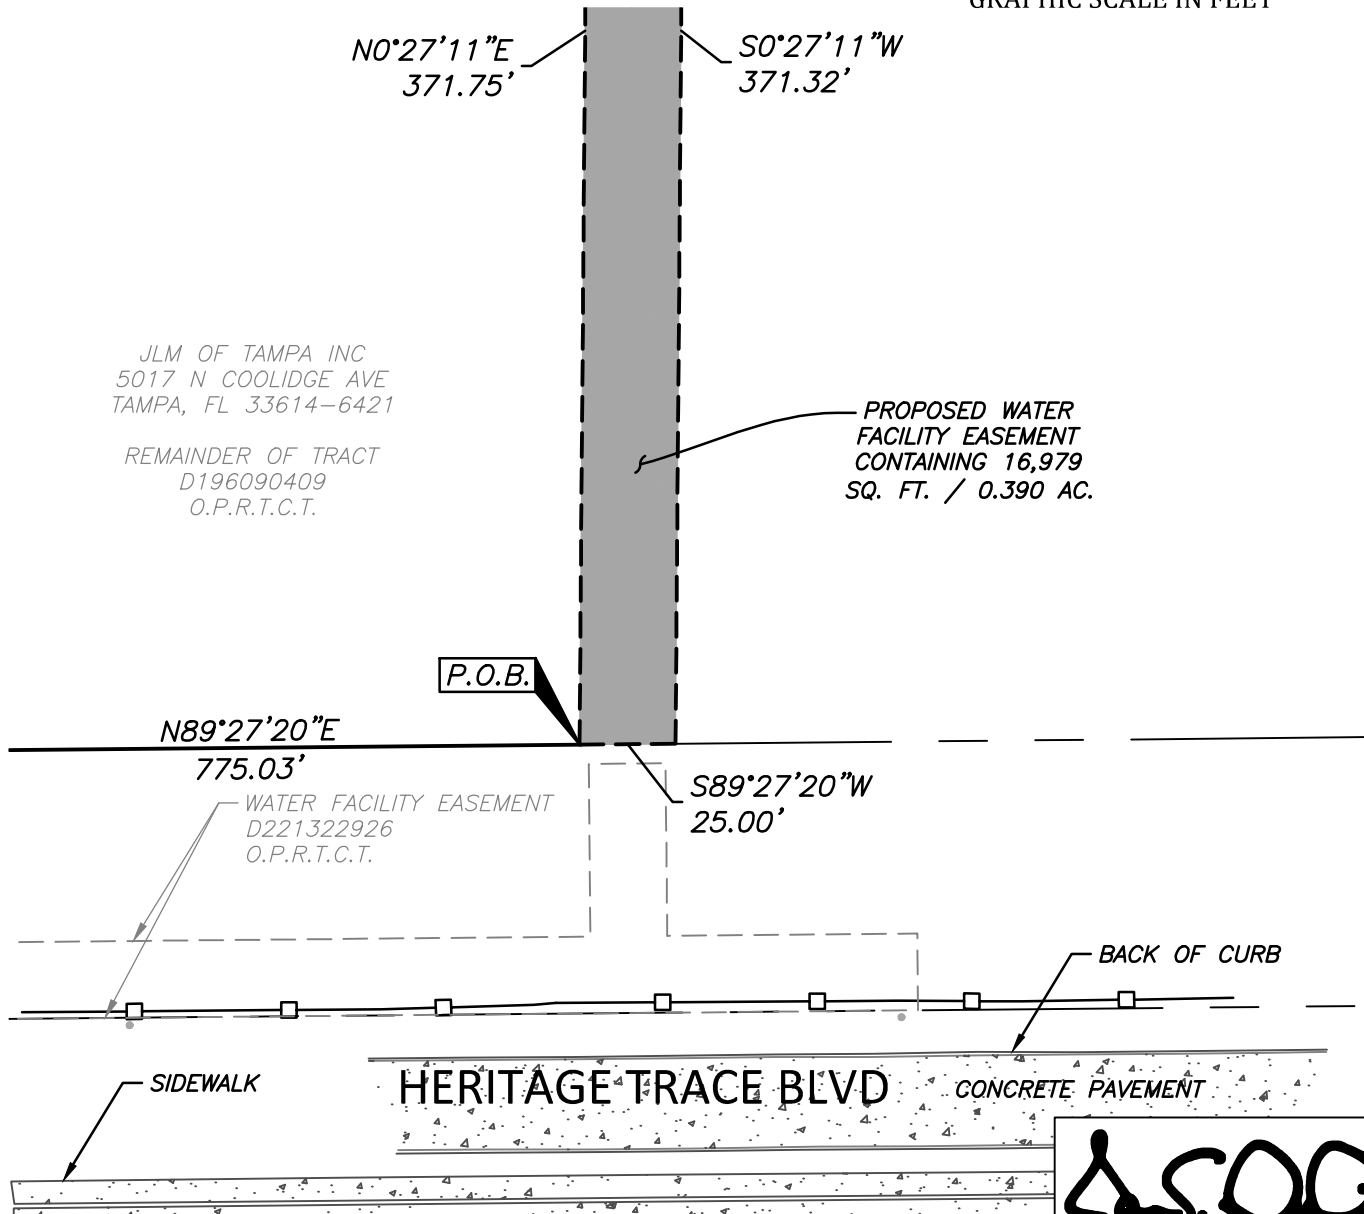 GRAPHIC SCALE IN FEET
N0°27'11"E
371.75'
S0°27'11"W
371.32'
JLM OF TAMPA INC
5017 N COOLIDGE AVE
TAMPA, FL 33614-6421
REMAINDER OF TRACT
D196090409
O.P.R.T.C.T.
PROPOSED WATER
FACILITY EASEMENT
CONTAINING 16,979
SQ. FT. / 0.390 AC.
P.O.B.
N89°27'20"E
775.03'
S89°27'20"W
25.00'
WATER FACILITY EASEMENT
D221322926
O.P.R.T.C.T.
BACK OF CURB
SIDEWALK
HERITAGE TRACE BLVD
CONCRETE PAVEMENT